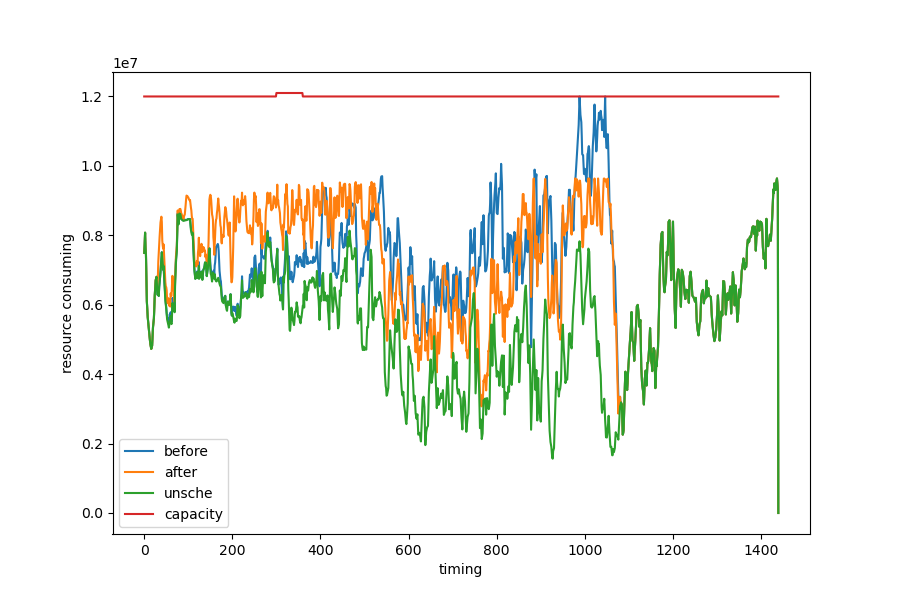 1e7
1.2
1.0
0.8
0.6
0.4
0.2
0.0
resource consuming
before
after
unsche
capacity
0 200 400 600 800 1000 1200 1400
timing